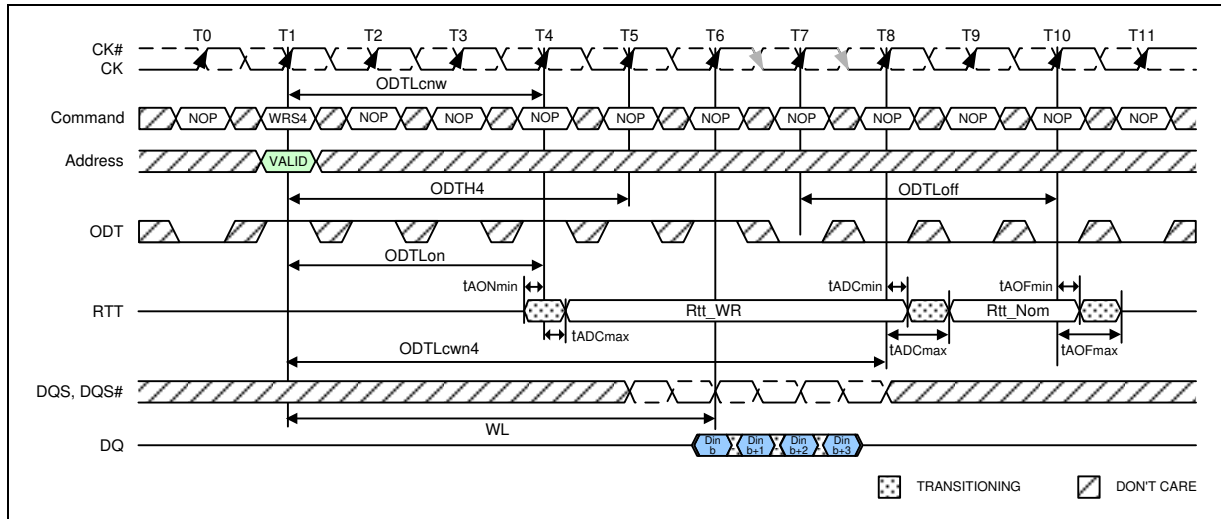 T0 T1 T2 T3 T4 T5 T6 T7 T8 T9 T10 T11
CK#
CK
ODTLcnw
Command NOP WRS4 NOP NOP NOP NOP NOP NOP NOP NOP NOP NOP
Address VALID
ODTH4 ODTLoff
ODT
ODTLon
tAONmin tADCmin tAOFmin
RTT Rtt_WR Rtt_Nom
tADCmax tADCmax tAOFmax
ODTLcwn4
DQS, DQS#
WL
DQ Din b Din b+1 Din b+2 Din b+3
TRANSITIONING DON'T CARE